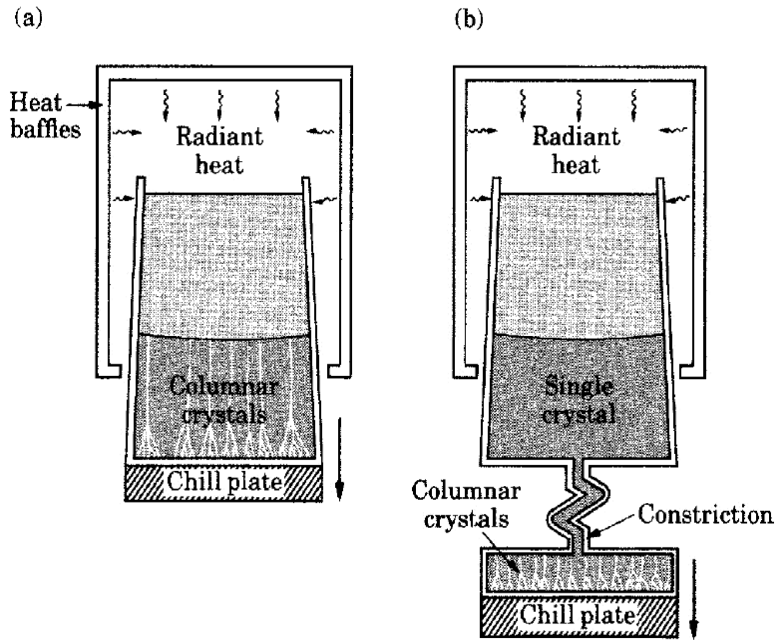 (a)
(b)
Heat
baffles
Radiant
heat
Radiant
heat
Columnar
crystals
Single
crystal
Chill plate
Columnar
crystals
Constriction
Chill plate